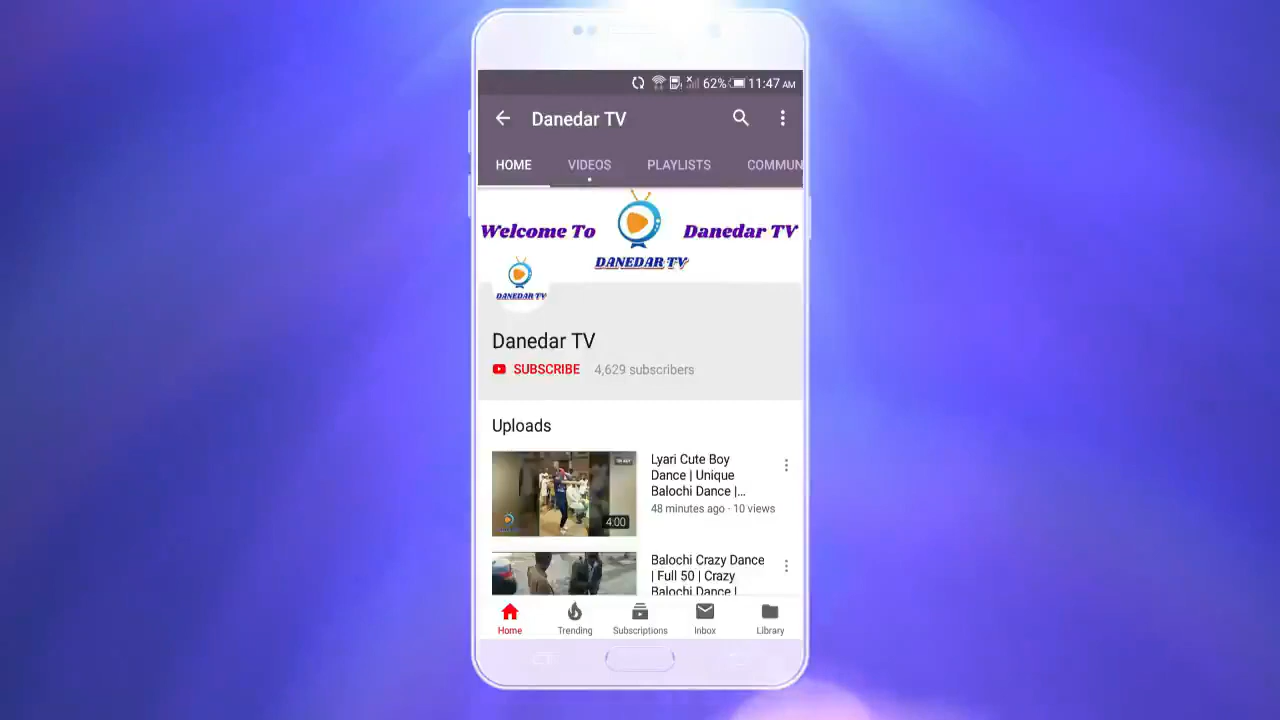 62% 11:47 AM
Danedar TV
HOME VIDEOS PLAYLISTS COMMUN
Welcome To Danedar TV
DANEDAR TV
DANEDAR TV
Danedar TV
SUBSCRIBE 4,629 subscribers
Uploads
Lyari Cute Boy
Dance | Unique
Balochi Dance |...
48 minutes ago · 10 views
4:00
Balochi Crazy Dance
| Full 50 | Crazy
Balochi Dance |
Home Trending Subscriptions Inbox Library